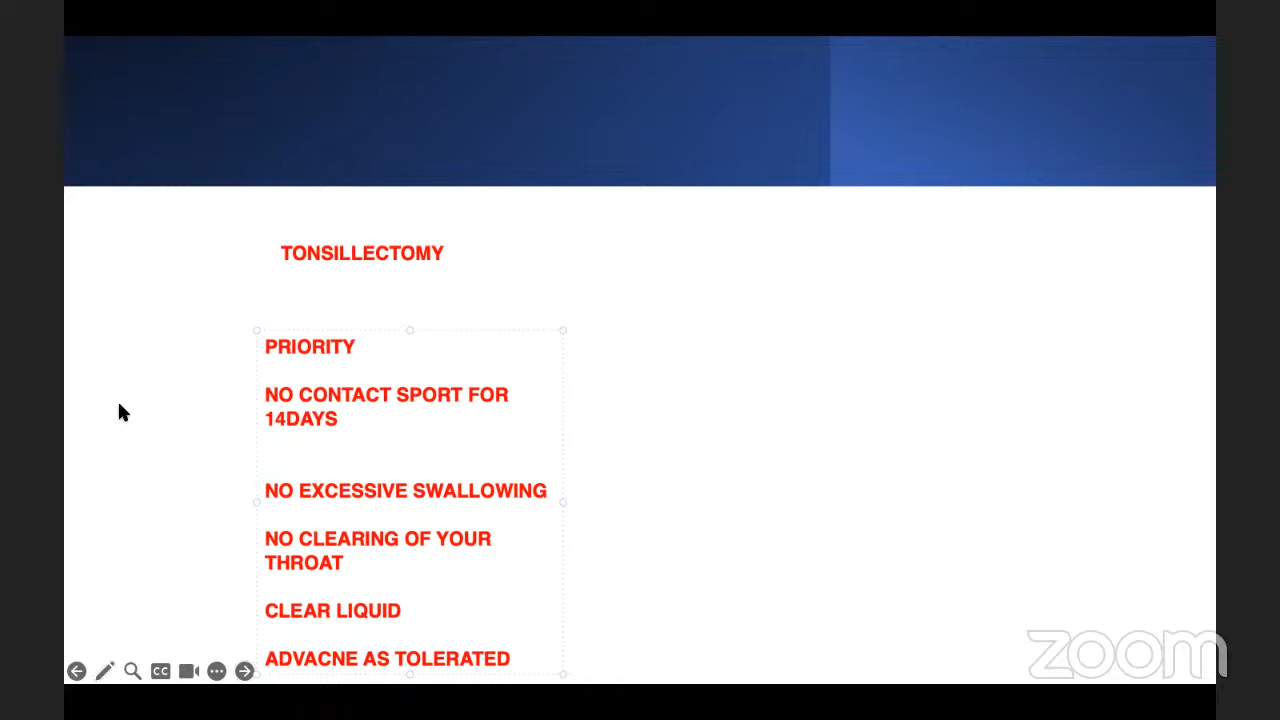 TONSILLECTOMY
PRIORITY
NO CONTACT SPORT FOR
14DAYS
NO EXCESSIVE SWALLOWING
NO CLEARING OF YOUR
THROAT
CLEAR LIQUID
ADVACNE AS TOLERATED
CC
zoom